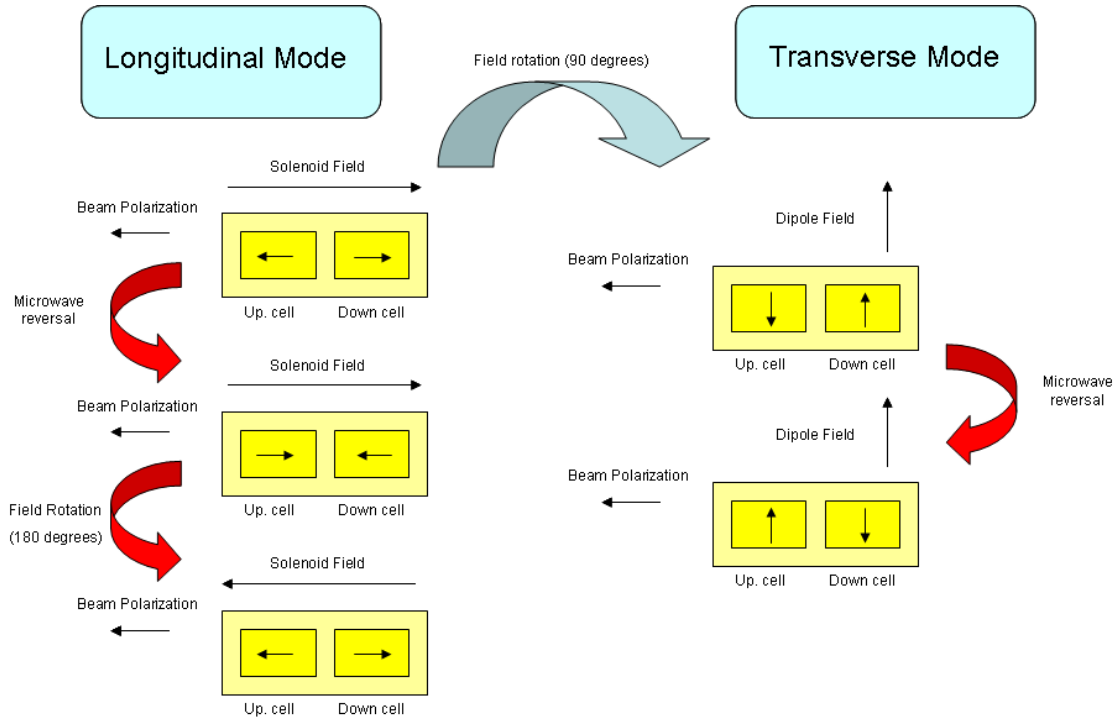 Longitudinal Mode
Field rotation (90 degrees)
Transverse Mode
Solenoid Field
Beam Polarization
Up. cell
Down cell
Microwave
reversal
Solenoid Field
Beam Polarization
Up. cell
Down cell
Field Rotation
(180 degrees)
Solenoid Field
Beam Polarization
Up. cell
Down cell
Dipole Field
Beam Polarization
Up. cell
Down cell
Microwave
reversal
Dipole Field
Beam Polarization
Up. cell
Down cell